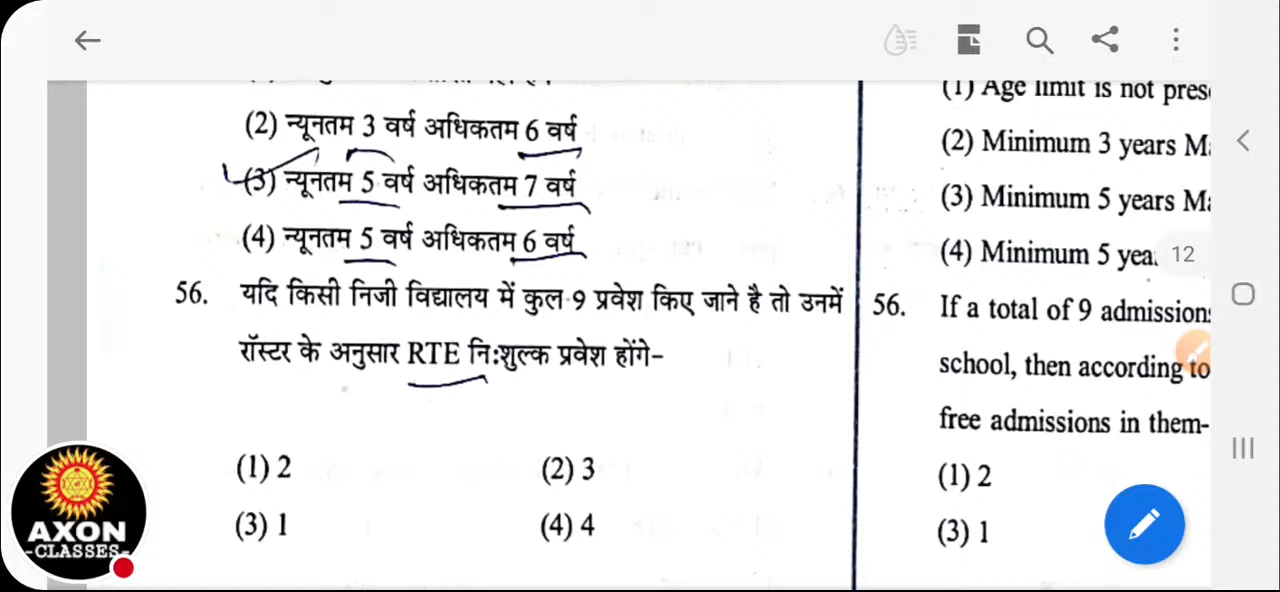 (2) न्यूनतम 3 वर्ष अधिकतम 6 वर्ष
(3) न्यूनतम 5 वर्ष अधिकतम 7 वर्ष
(4) न्यूनतम 5 वर्ष अधिकतम 6 वर्ष
56. यदि किसी निजी विद्यालय में कुल 9 प्रवेश किए जाने है तो उनमें
रॉस्टर के अनुसार RTE नि:शुल्क प्रवेश होंगे-
(1) 2 (2) 3
(3) 1 (4) 4
(1) Age limit is not
(2) Minimum 3 years
(3) Minimum 5 years
(4) Minimum 5
12
56. If a total of 9
school, then according to
free admissions in them-
(1) 2
(3) 1
AXON
-CLASSES-